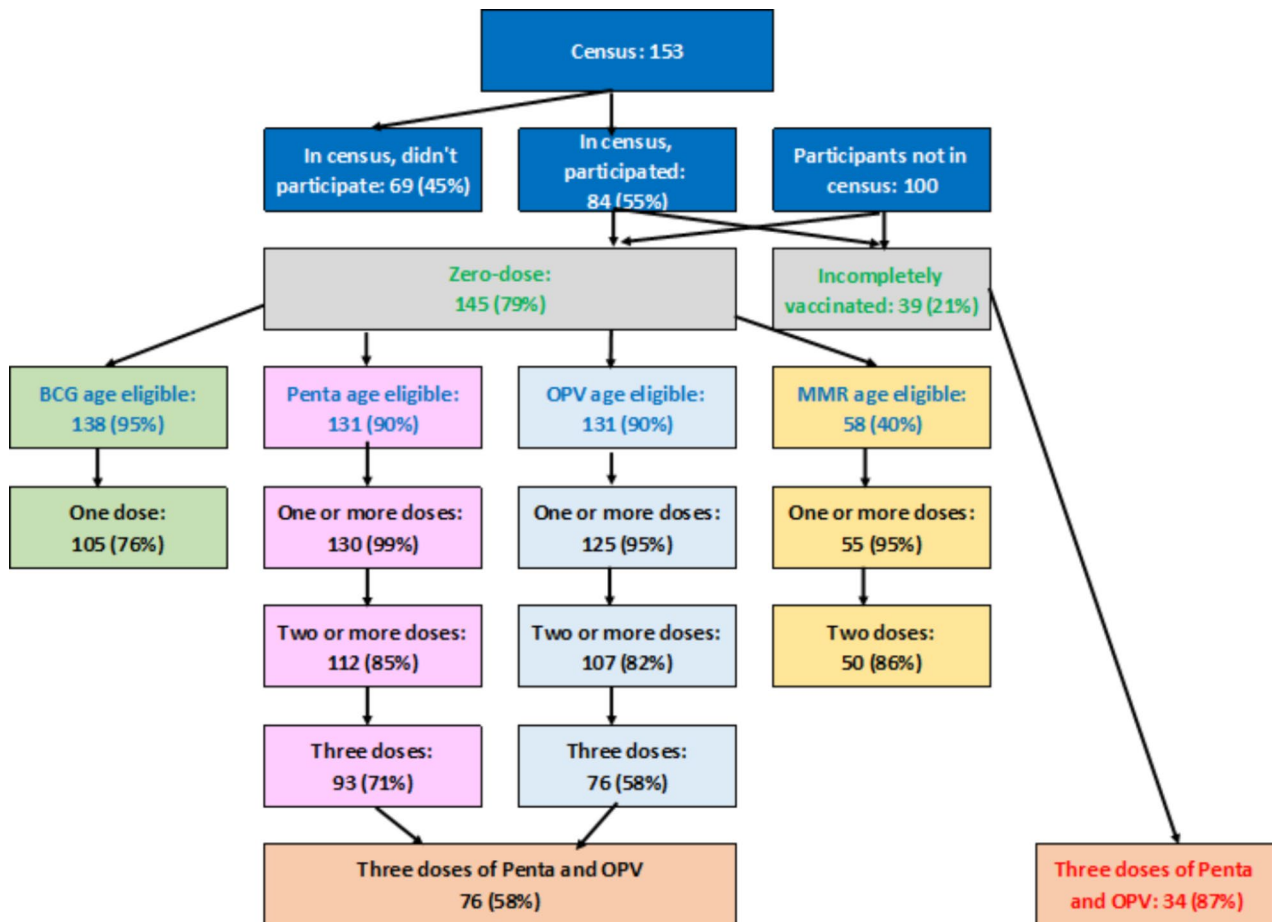 Census: 153
In census, didn't
participate: 69 (45%)
In census,
participated:
84 (55%)
Participants not in
census: 100
Zero-dose:
145 (79%)
Incompletely
vaccinated: 39 (21%)
BCG age eligible:
138 (95%)
Penta age eligible:
131 (90%)
OPV age eligible:
131 (90%)
MMR age eligible:
58 (40%)
One dose:
105 (76%)
One or more doses:
130 (99%)
One or more doses:
125 (95%)
One or more doses:
55 (95%)
Two or more doses:
112 (85%)
Two or more doses:
107 (82%)
Two doses:
50 (86%)
Three doses:
93 (71%)
Three doses:
76 (58%)
Three doses of Penta and OPV
76 (58%)
Three doses of Penta
and OPV: 34 (87%)